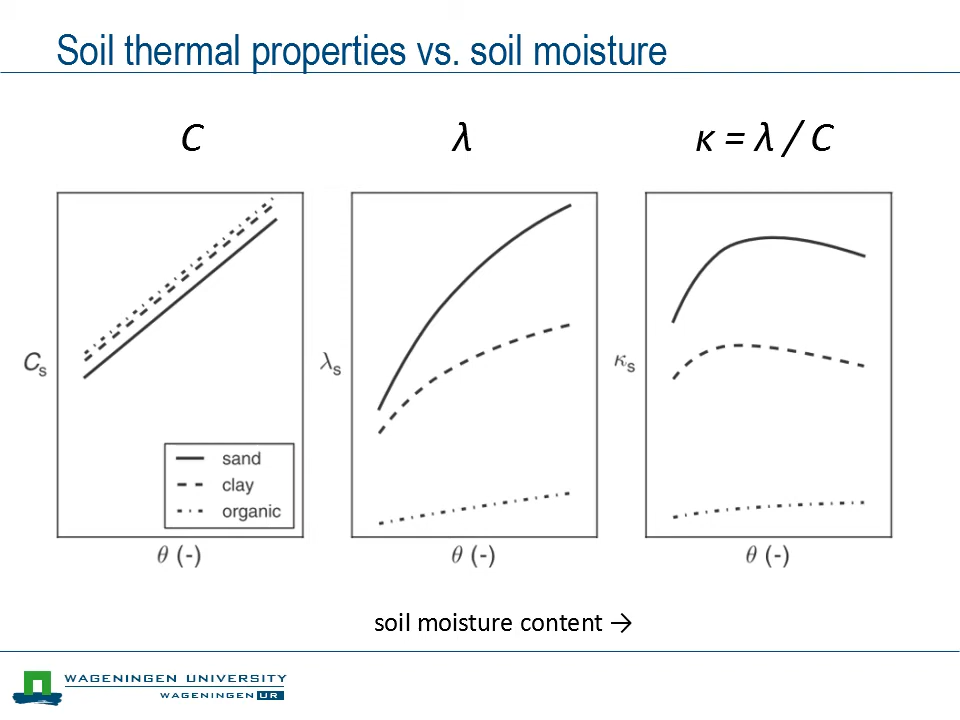 Soil thermal properties vs. soil moisture
C
λ
κ = λ / C
Cs
λs
κs
sand
clay
organic
θ (-)
θ (-)
θ (-)
soil moisture content →
WAGENINGEN UNIVERSITY
WAGENINGEN UR